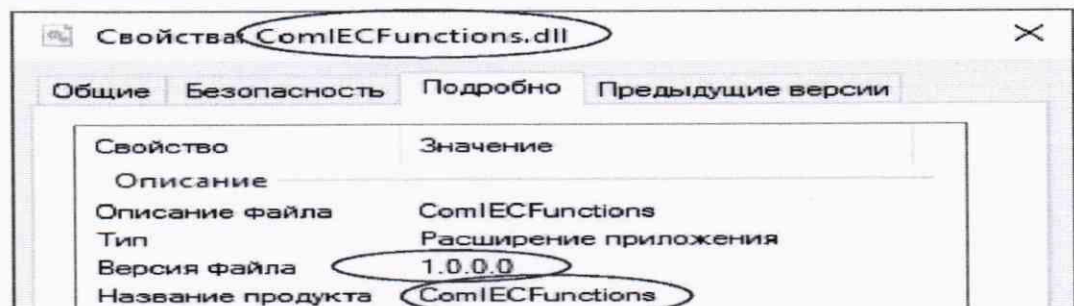 Свойства: ComIECFunctions.dll
Общие Безопасность Подробно Предыдущие версии
Свойство Значение
Описание
Описание файла ComIECFunctions
Тип Расширение приложения
Версия файла 1.0.0.0
Название продукта ComIECFunctions